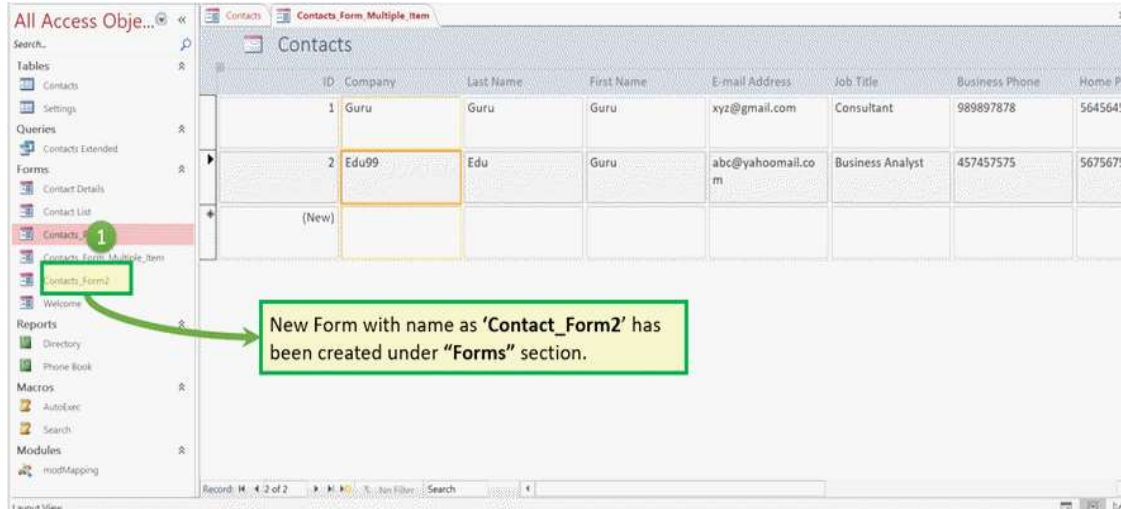 All Access Obje...
«
Search...
Tables
Contacts
Settings
Queries
Contacts Extended
Forms
Contact Details
Contact List
Contacts_
1
Contacts_Form_Multiple_Item
Contacts_Form2
Welcome
Reports
Directory
Phone Book
Macros
AutoExec
Search
Modules
modMapping
Contacts
Contacts_Form_Multiple_Item
Contacts
ID Company Last Name First Name E-mail Address Job Title Business Phone Home P
1 Guru Guru Guru xyz@gmail.com Consultant 989897878 564564
2 Edu99 Edu Guru abc@yahoomail.co Business Analyst 457457575 567567
m
(New)
New Form with name as ‘Contact_Form2’ has
been created under “Forms” section.
Record: 2 of 2 No Filter Search
Layout View